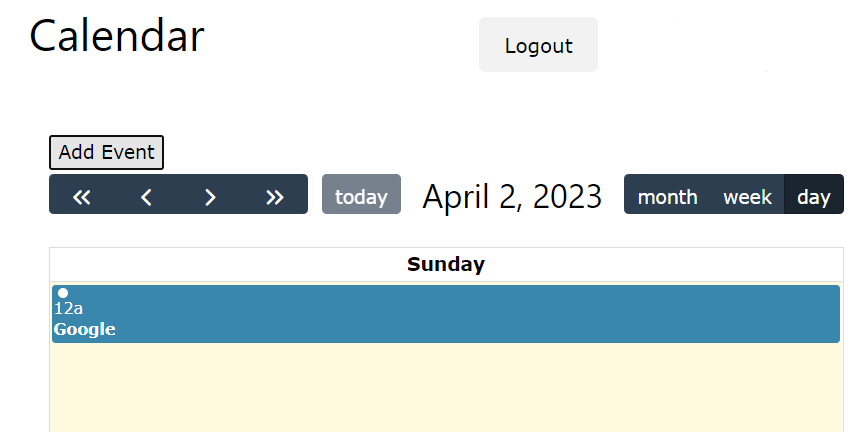 Calendar
Logout
Add Event
today
April 2, 2023
month week day
Sunday
12a
Google